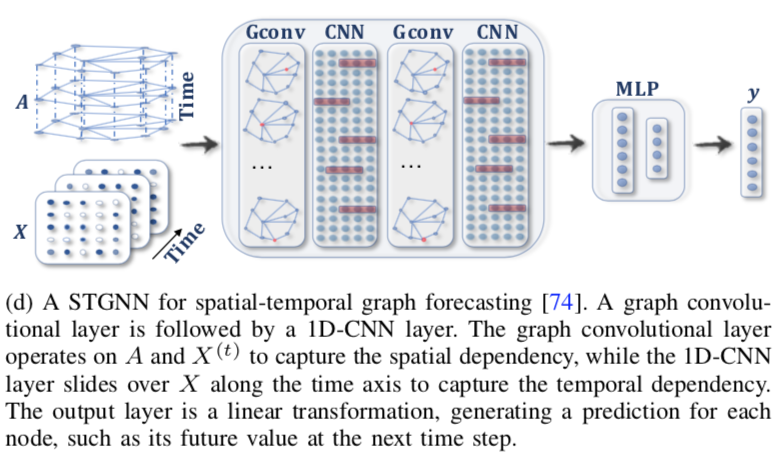 Gconv CNN Gconv CNN
A
Time
MLP
y
...
...
X
Time
(d) A STGNN for spatial-temporal graph forecasting [74]. A graph convolu-
tional layer is followed by a 1D-CNN layer. The graph convolutional layer
operates on A and X(t) to capture the spatial dependency, while the 1D-CNN
layer slides over X along the time axis to capture the temporal dependency.
The output layer is a linear transformation, generating a prediction for each
node, such as its future value at the next time step.